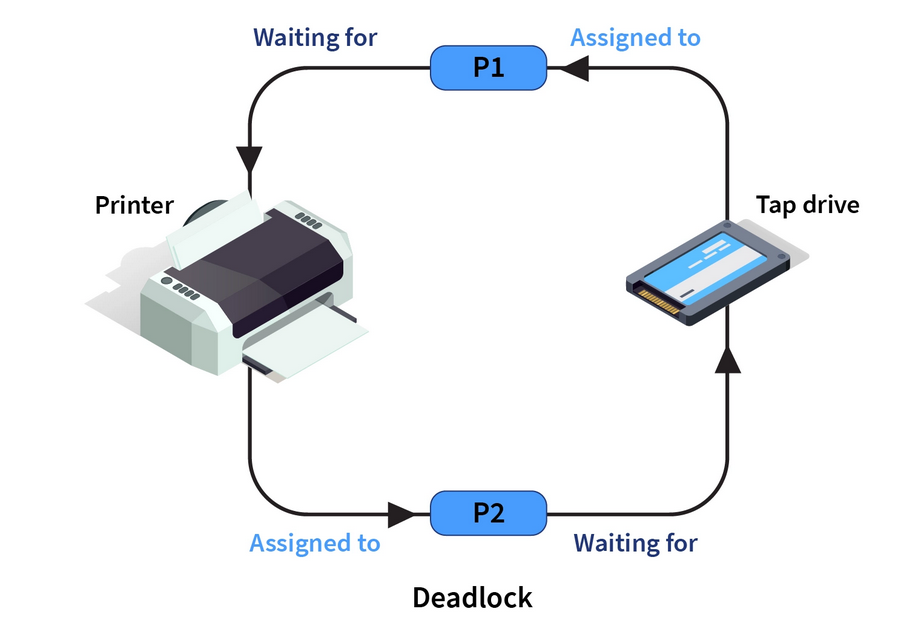 Waiting for
P1
Assigned to
Printer
Tap drive
Assigned to
P2
Waiting for
Deadlock